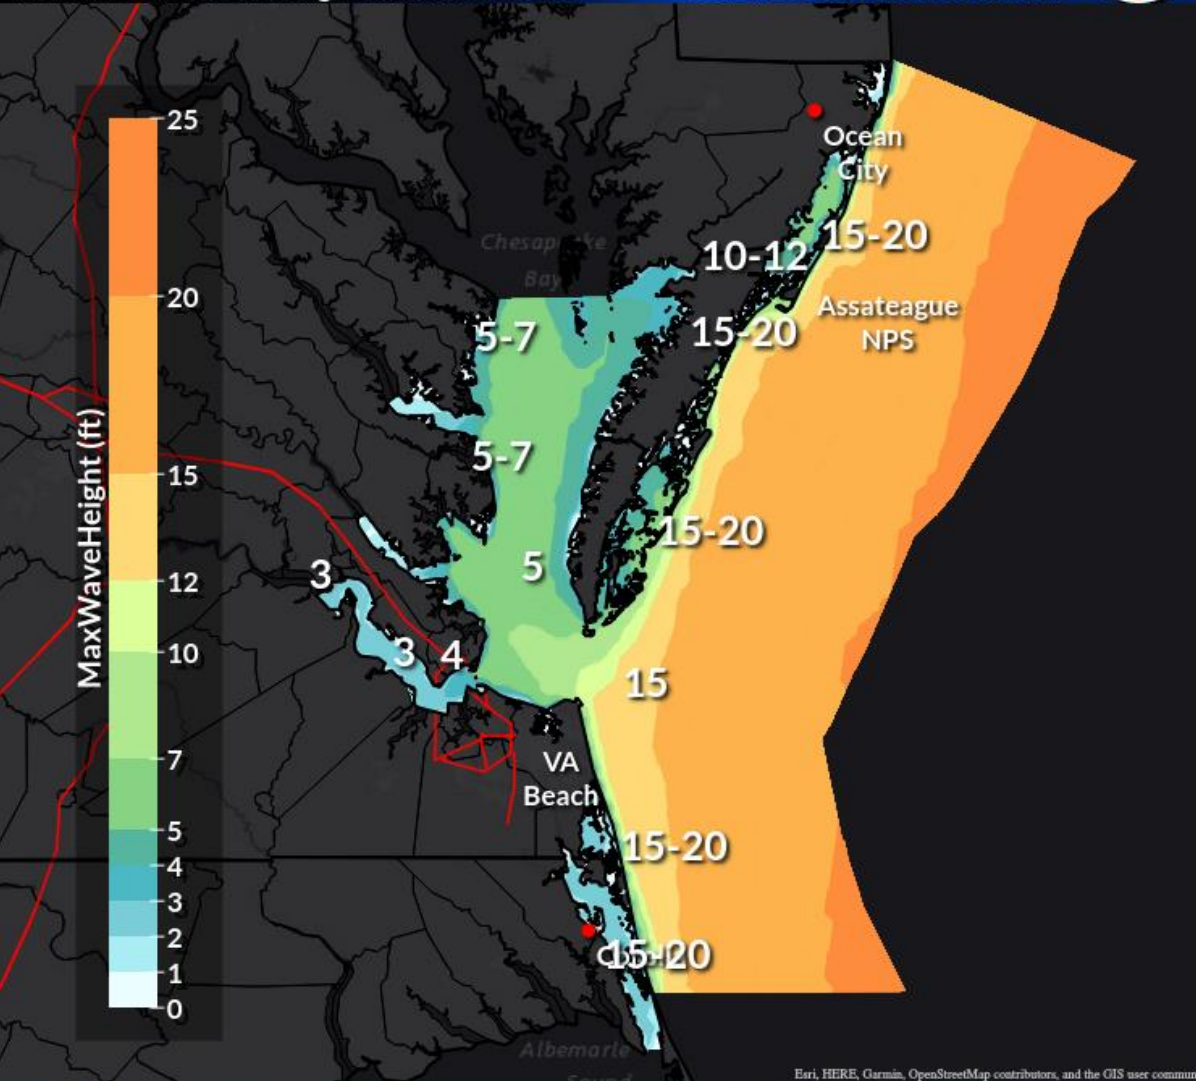 25
20
15
12
10
7
5
4
3
2
1
0
MaxWaveHeight (ft)
Ocean
City
Chesapeake
Bay
10-12
15-20
Assateague
NPS
5-7
15-20
5-7
15-20
5
3
3
4
15
VA
Beach
15-20
15-20
Albemarle
Sound
Esri, HERE, Garmin, OpenStreetMap contributors, and the GIS user commun